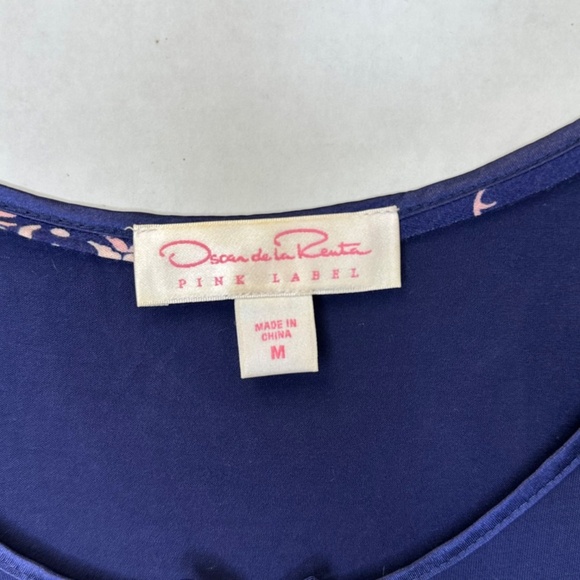 Oscar de la Renta
PINK LABEL
MADE IN
CHINA
M